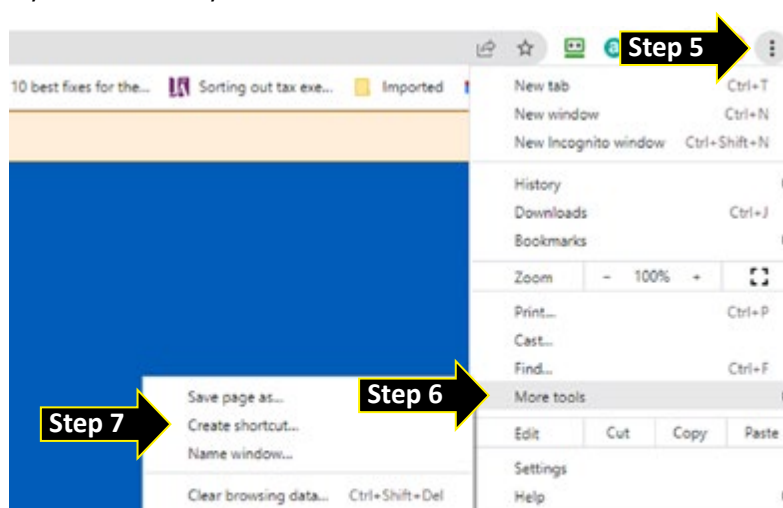 Step 5
10 best fixes for the... Sorting out tax exe... Imported
New tab Ctrl+T
New window Ctrl+N
New Incognito window Ctrl+Shift+N
History
Downloads Ctrl+J
Bookmarks
Zoom - 100% +
Print... Ctrl+P
Cast...
Find... Ctrl+F
Step 6
More tools
Save page as...
Step 7
Create shortcut...
Name window...
Clear browsing data... Ctrl+Shift+Del
Edit Cut Copy Paste
Settings
Help